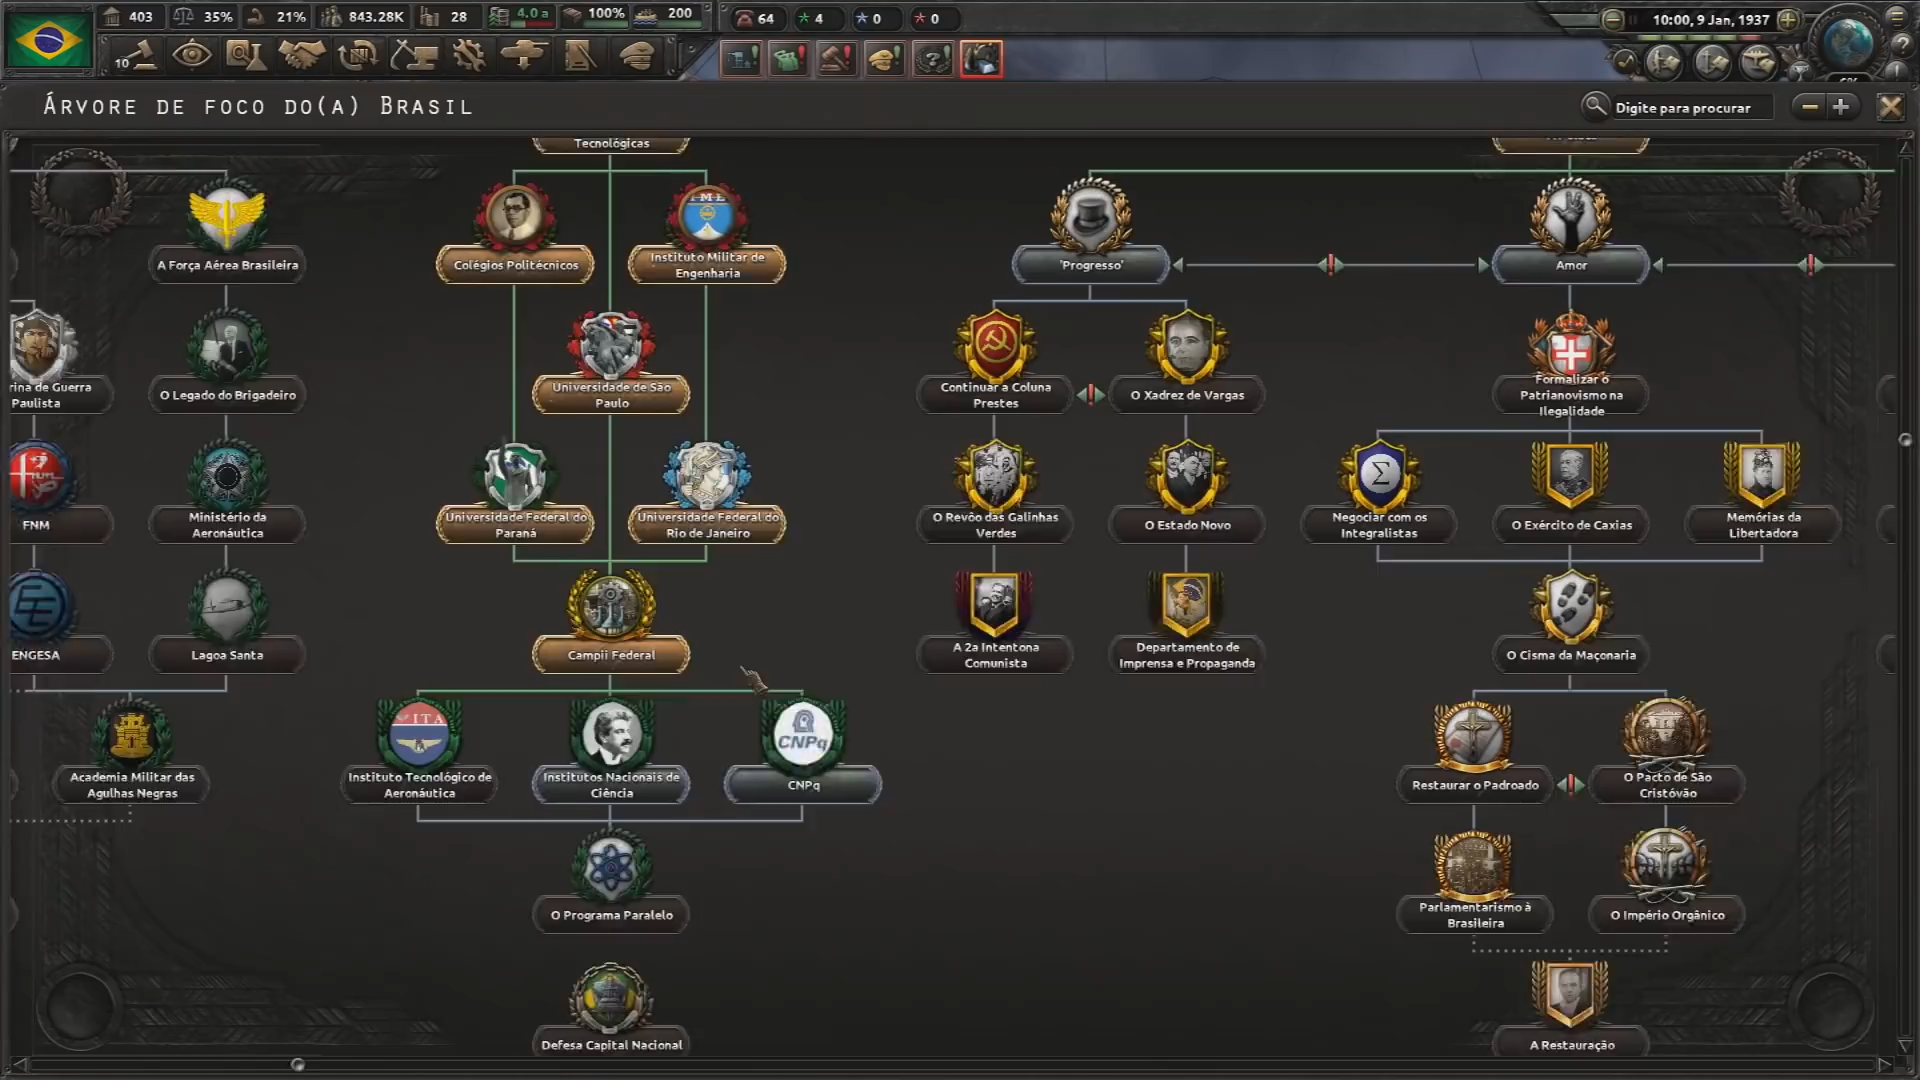 403 35% 21% 843.28K 28 4.0 a 100% 200 64 4 0 0 10:00, 9 Jan, 1937
10
ÁRVORE DE FOCO DO(A) BRASIL
Digite para procurar
Tecnológicas
A Força Aérea Brasileira
Colégios Politécnicos
Instituto Militar de
Engenharia
'Progresso'
Amor
rina de Guerra
Paulista
O Legado do Brigadeiro
Universidade de São
Paulo
Continuar a Coluna
Prestes
O Xadrez de Vargas
Formalizar o
Patrianovismo na
Ilegalidade
FNM
Ministério da
Aeronáutica
Universidade Federal do
Paraná
Universidade Federal do
Rio de Janeiro
O Revôo das Galinhas
Verdes
O Estado Novo
Σ
Negociar com os
Integralistas
O Exército de Caxias
Memórias da
Libertadora
ENGESA
Lagoa Santa
Campii Federal
A 2a Intentona
Comunista
Departamento de
Imprensa e Propaganda
O Cisma da Maçonaria
ITA
CNPq
Academia Militar das
Agulhas Negras
Instituto Tecnológico de
Aeronáutica
Institutos Nacionais de
Ciência
CNPq
Restaurar o Padroado
O Pacto de São
Cristóvão
O Programa Paralelo
Parlamentarismo à
Brasileira
O Império Orgânico
Defesa Capital Nacional
A Restauração